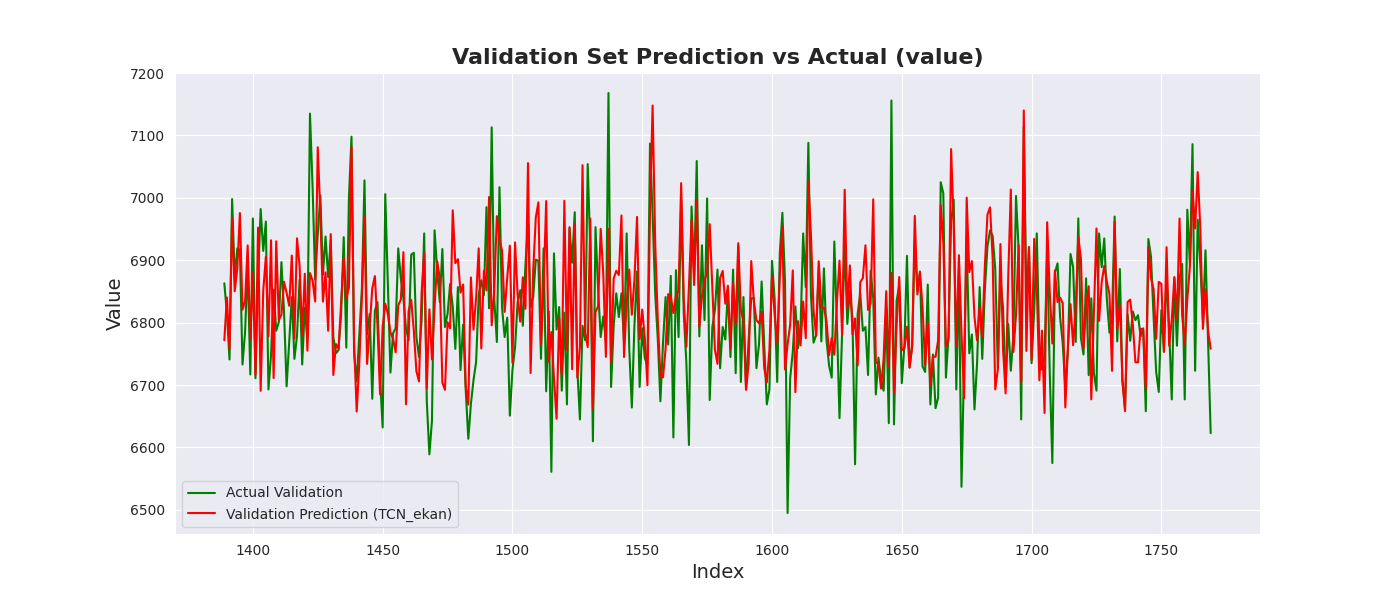 Validation Set Prediction vs Actual (value)
7200
7100
7000
6900
6800
6700
6600
6500
Value
Actual Validation
Validation Prediction (TCN_ekan)
1400 1450 1500 1550 1600 1650 1700 1750
Index